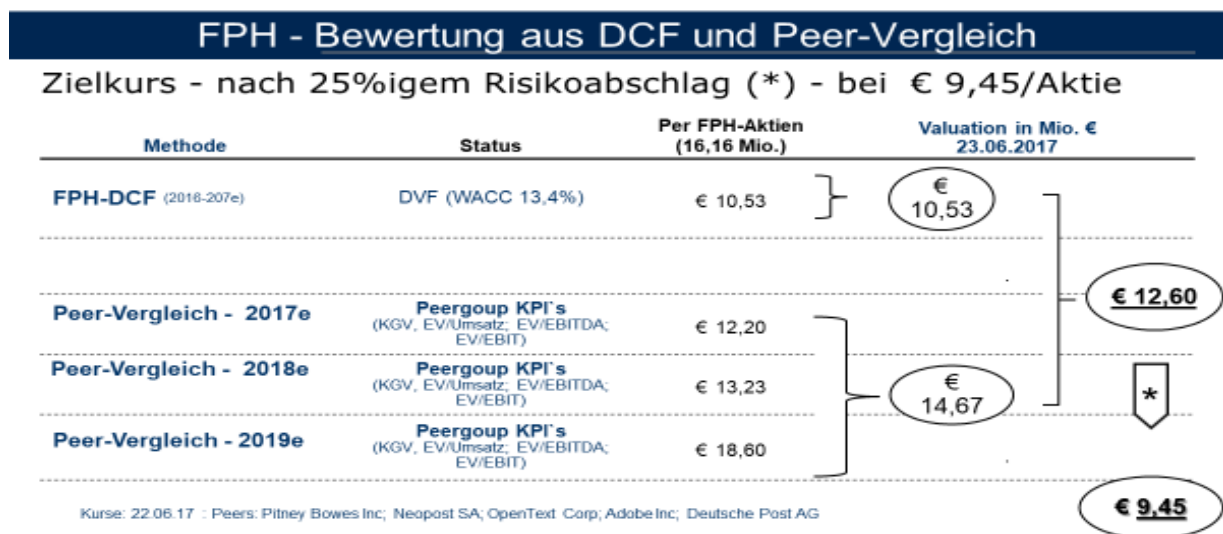 FPH - Bewertung aus DCF und Peer-Vergleich
Zielkurs - nach 25%igem Risikoabschlag (*) - bei € 9,45/Aktie
Methode
Status
Per FPH-Aktien
(16,16 Mio.)
Valuation in Mio. €
23.06.2017
FPH-DCF (2016-207e)
DVF (WACC 13,4%)
€ 10,53
€
10,53
€ 12,60
Peer-Vergleich - 2017e
Peergoup KPI`s
(KGV, EV/Umsatz; EV/EBITDA;
EV/EBIT)
€ 12,20
Peer-Vergleich - 2018e
Peergoup KPI`s
(KGV, EV/Umsatz; EV/EBITDA;
EV/EBIT)
€ 13,23
€
14,67
*
Peer-Vergleich - 2019e
Peergoup KPI`s
(KGV, EV/Umsatz; EV/EBITDA;
EV/EBIT)
€ 18,60
€ 9,45
Kurse: 22.06.17 : Peers: Pitney Bowes Inc; Neopost SA; OpenText Corp; Adobe Inc; Deutsche Post AG